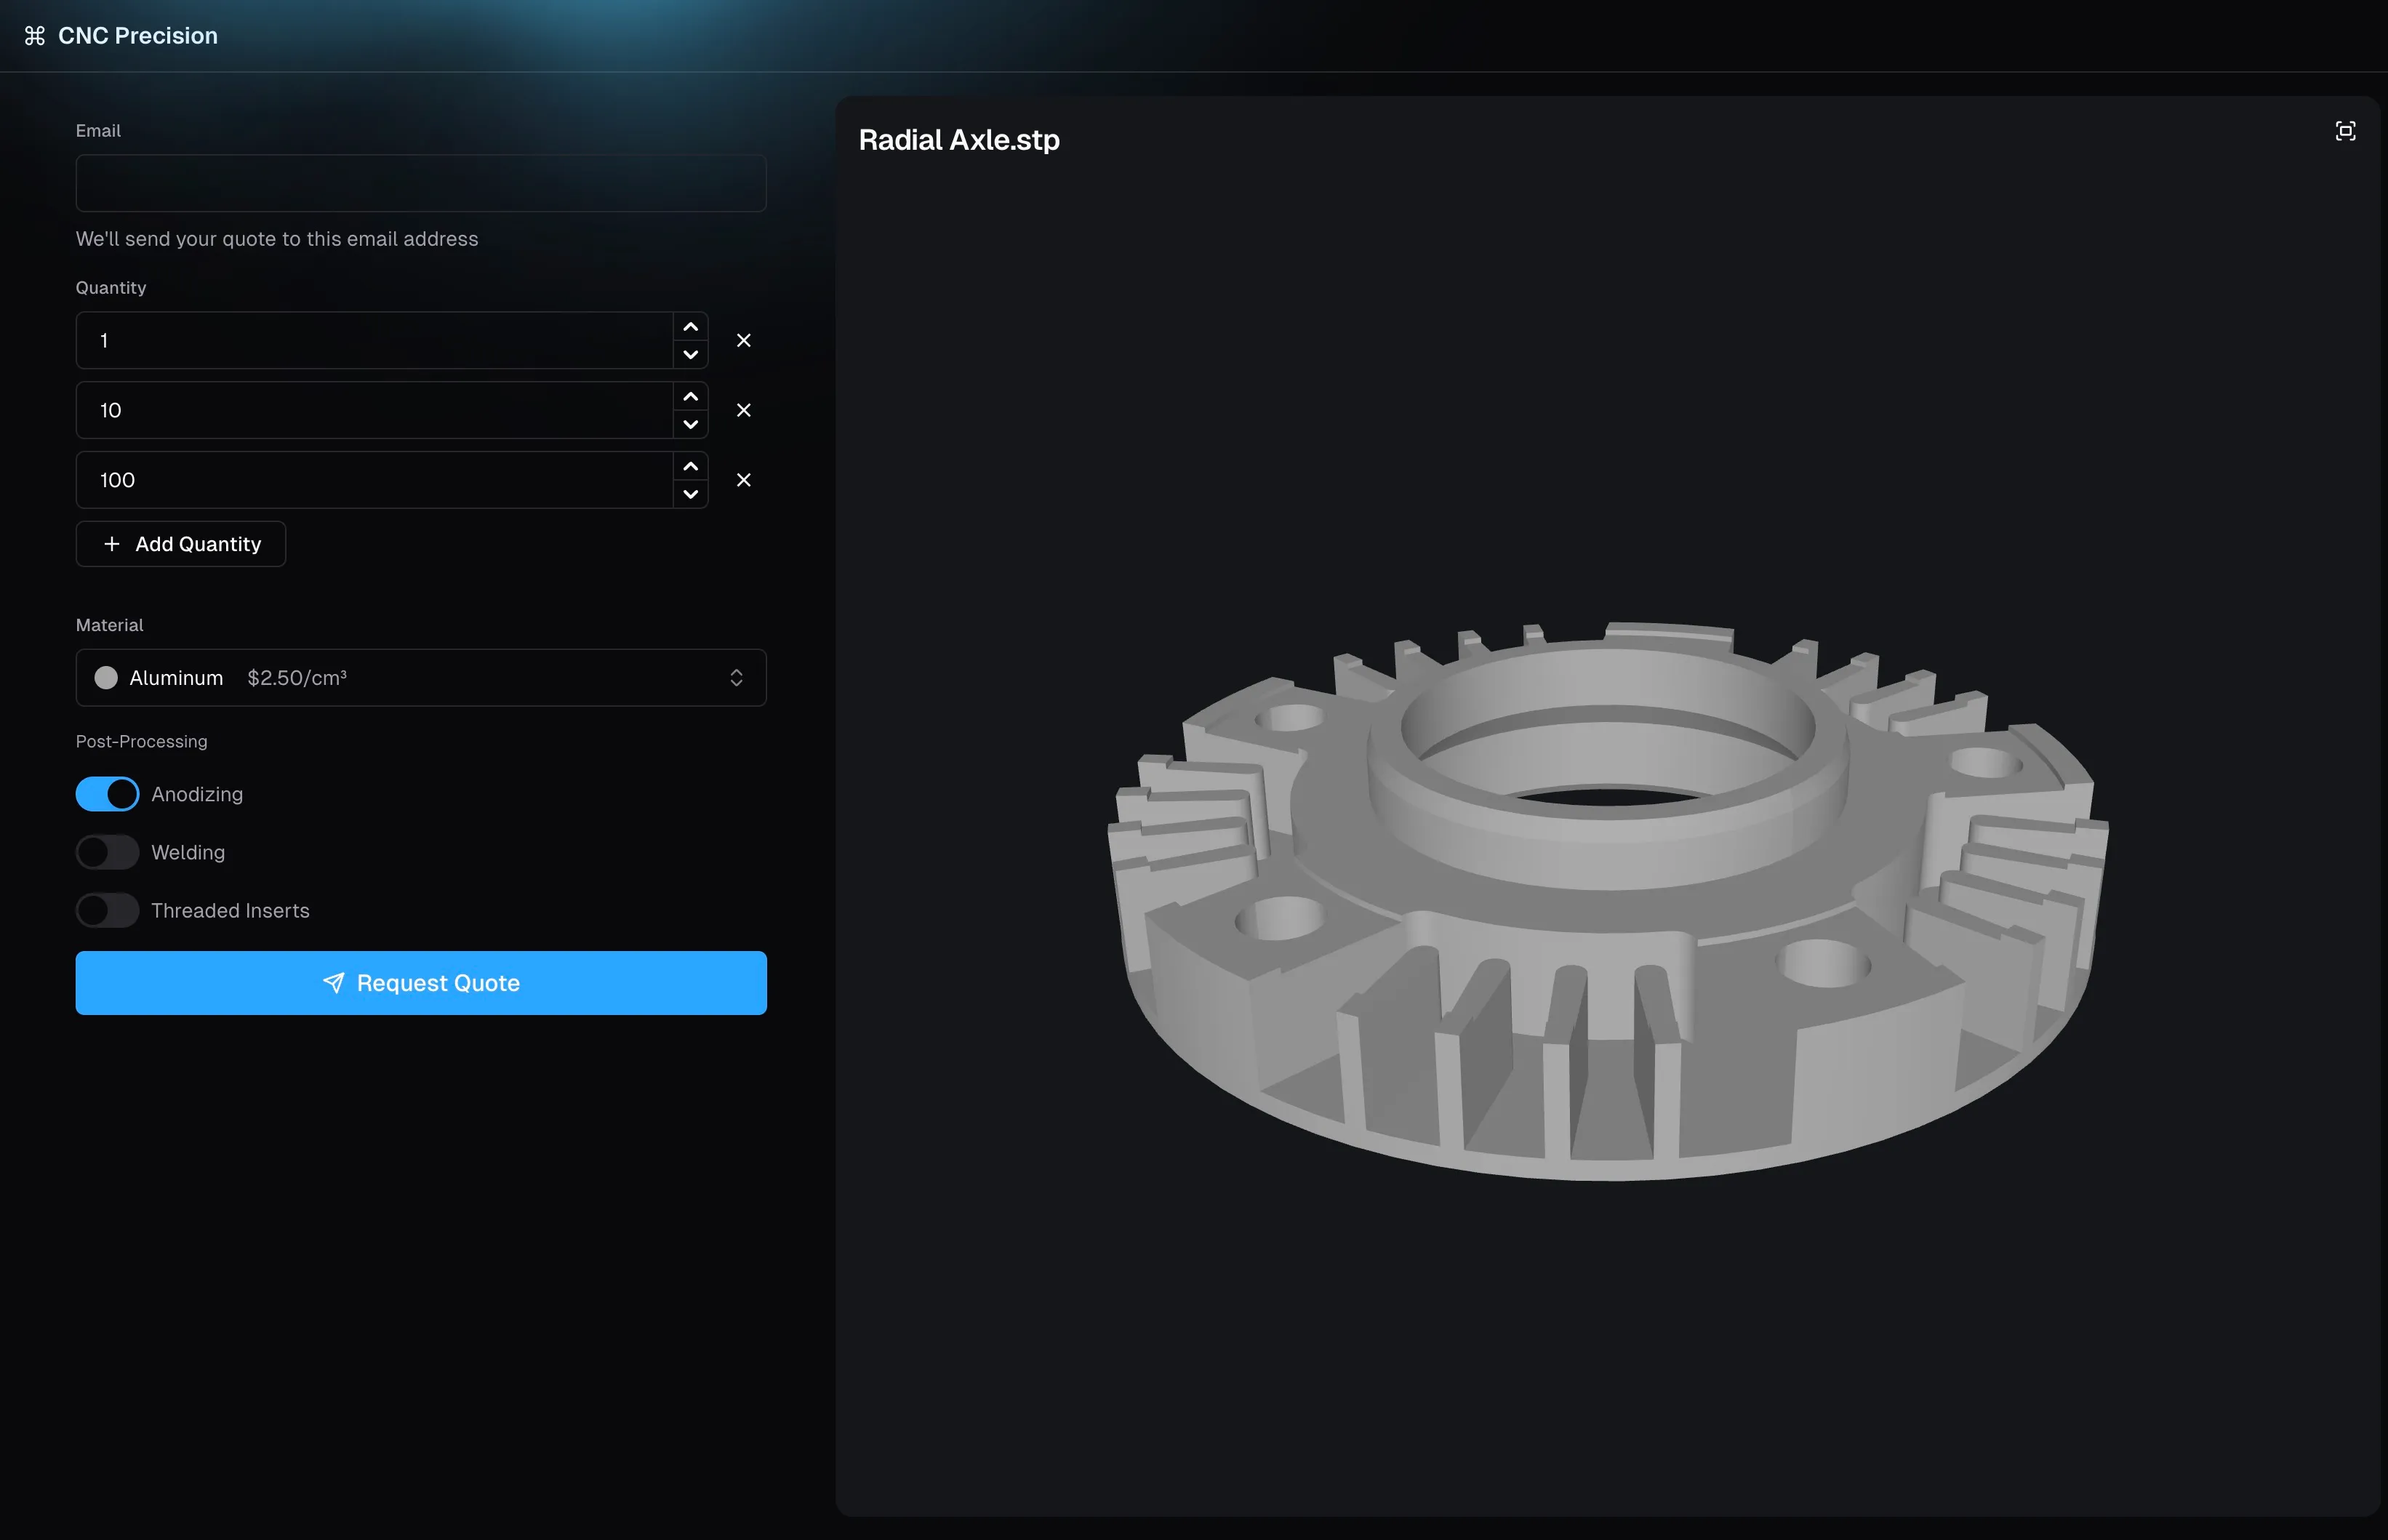 CNC Precision
Email
We'll send your quote to this email address
Quantity
1
10
100
Add Quantity
Material
Aluminum $2.50/cm³
Post-Processing
Anodizing
Welding
Threaded Inserts
Request Quote
Radial Axle.stp